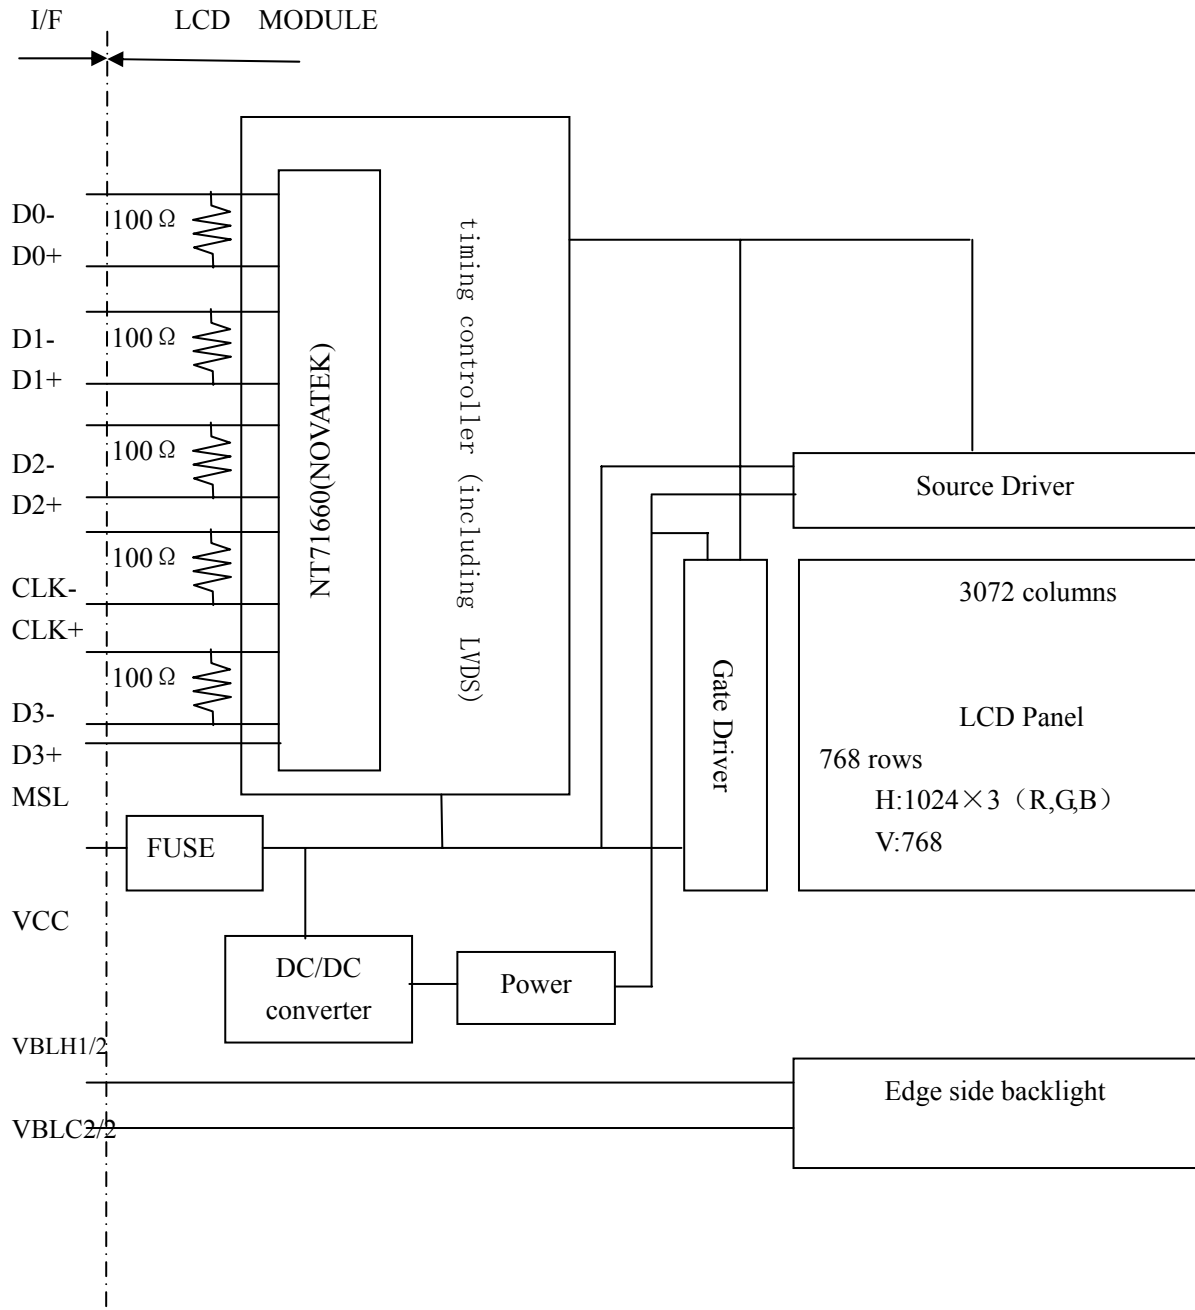 I/F LCD MODULE
D0-
D0+
100Ω
D1-
D1+
100Ω
D2-
D2+
100Ω
CLK-
CLK+
100Ω
D3-
D3+
100Ω
MSL
NT71660(NOVATEK)
timing controller (including LVDS)
Source Driver
Gate Driver
3072 columns
LCD Panel
768 rows
H:1024×3（R,G,B）
V:768
FUSE
VCC
DC/DC
converter
Power
VBLH1/2
VBLC2/2
Edge side backlight